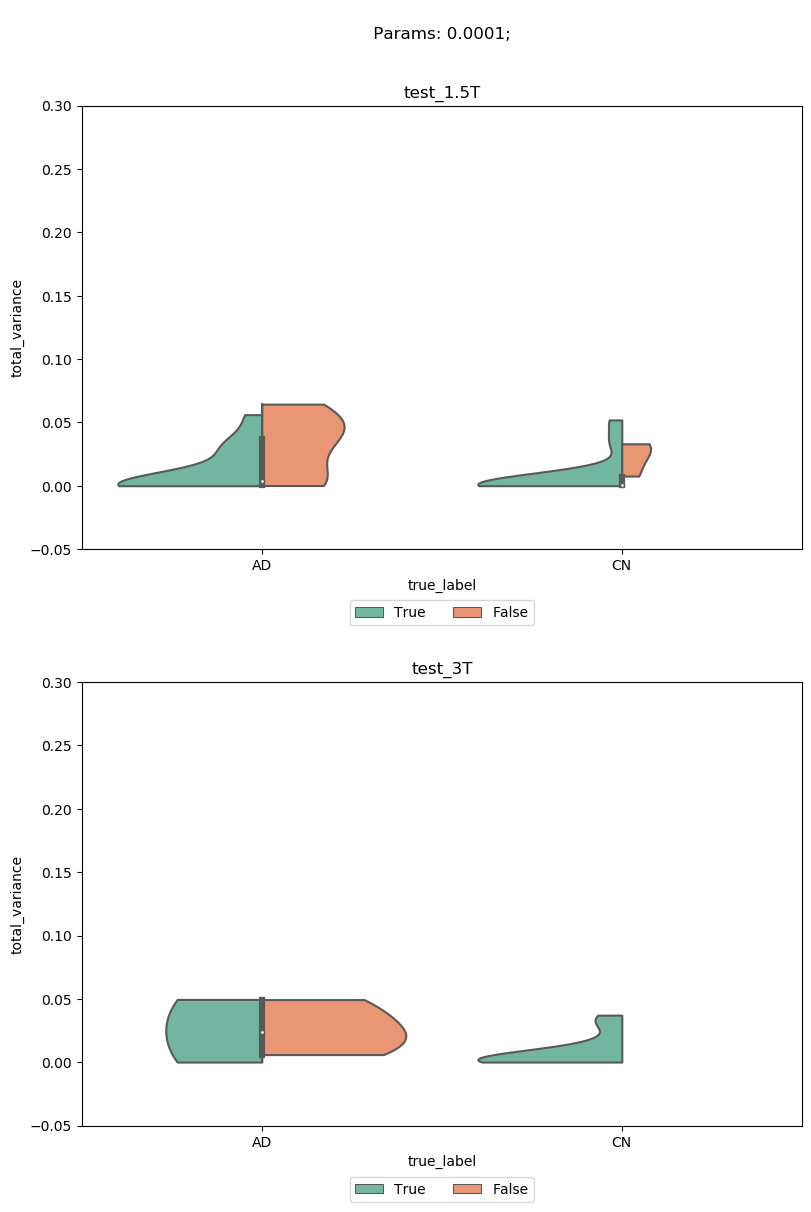 Params: 0.0001;
test_1.5T
0.30
0.25
0.20
0.15
0.10
0.05
0.00
−0.05
total_variance
AD CN
true_label
True False
test_3T
0.30
0.25
0.20
0.15
0.10
0.05
0.00
−0.05
total_variance
AD CN
true_label
True False